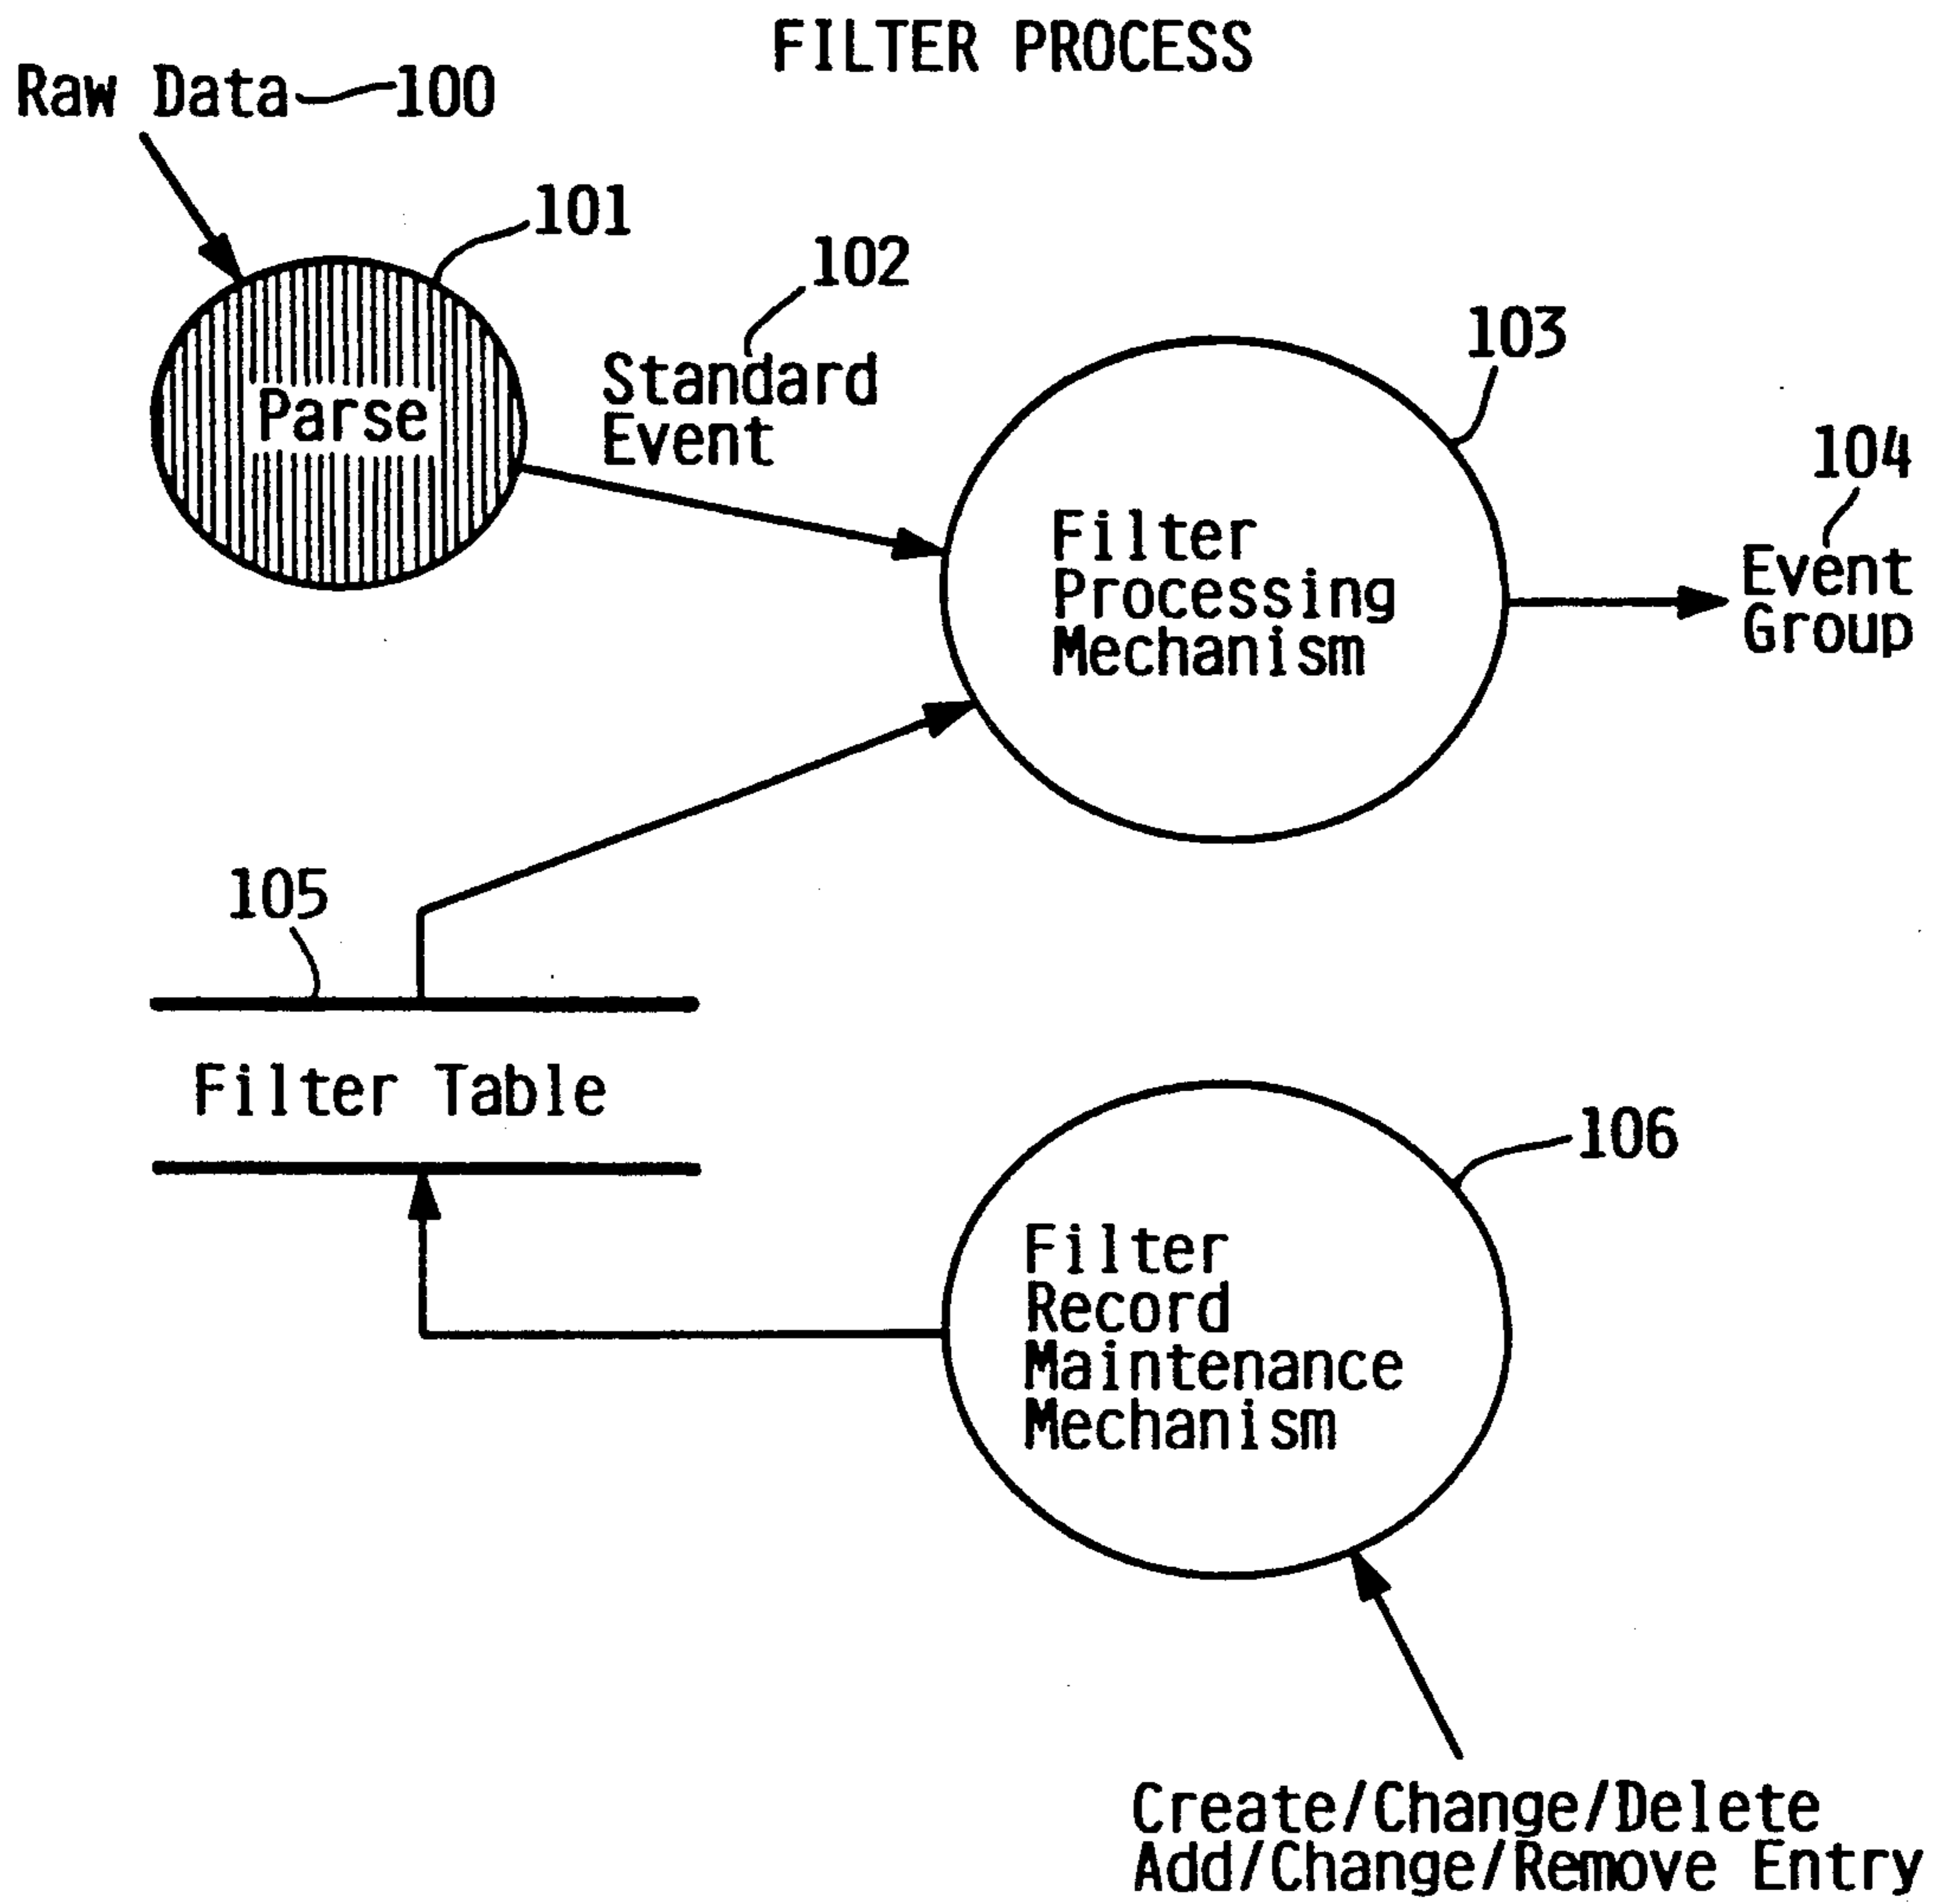 FILTER PROCESS
Raw Data 100
101
102
Standard
Event
Parse
103
104
Event
Group
Filter
Processing
Mechanism
105
Filter Table
106
Filter
Record
Maintenance
Mechanism
Create/Change/Delete
Add/Change/Remove Entry